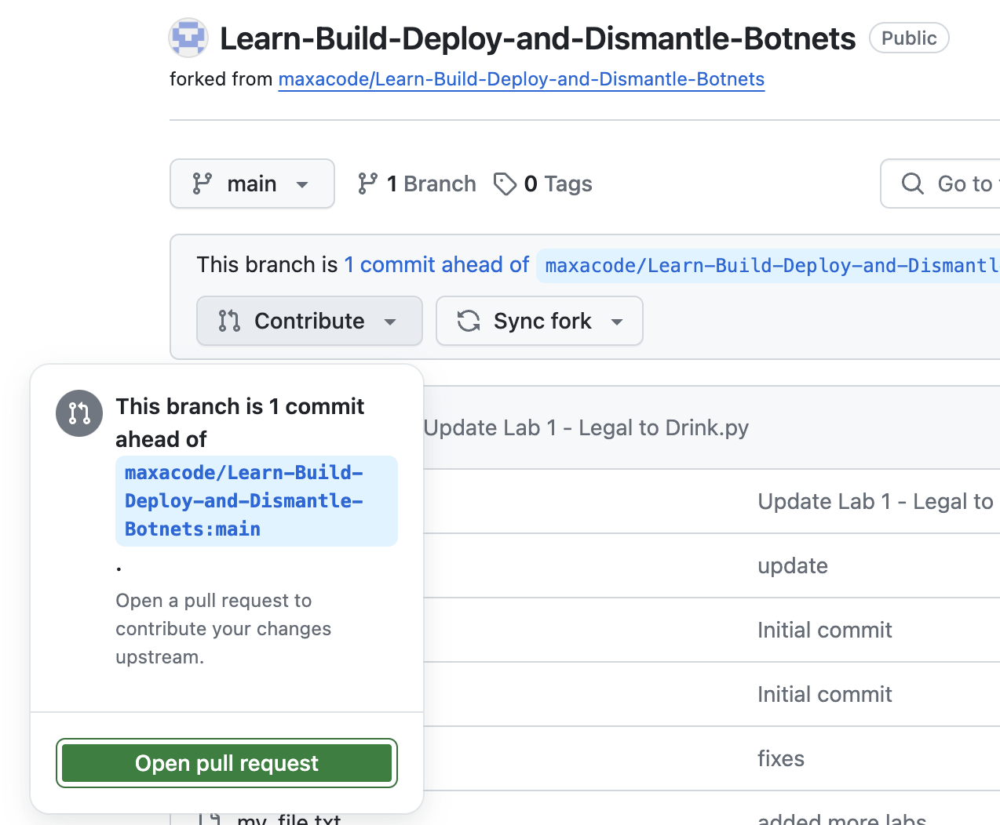 Learn-Build-Deploy-and-Dismantle-Botnets Public
forked from maxacode/Learn-Build-Deploy-and-Dismantle-Botnets
main 1 Branch 0 Tags Go to
This branch is 1 commit ahead of maxacode/Learn-Build-Deploy-and-Dismantl
Contribute Sync fork
This branch is 1 commit
ahead of
maxacode/Learn-Build-
Deploy-and-Dismantle-
Botnets:main
.
Open a pull request to
contribute your changes
upstream.
Open pull request
Update Lab 1 - Legal to Drink.py
Update Lab 1 - Legal to
update
Initial commit
Initial commit
fixes
my_file.txt added more labs